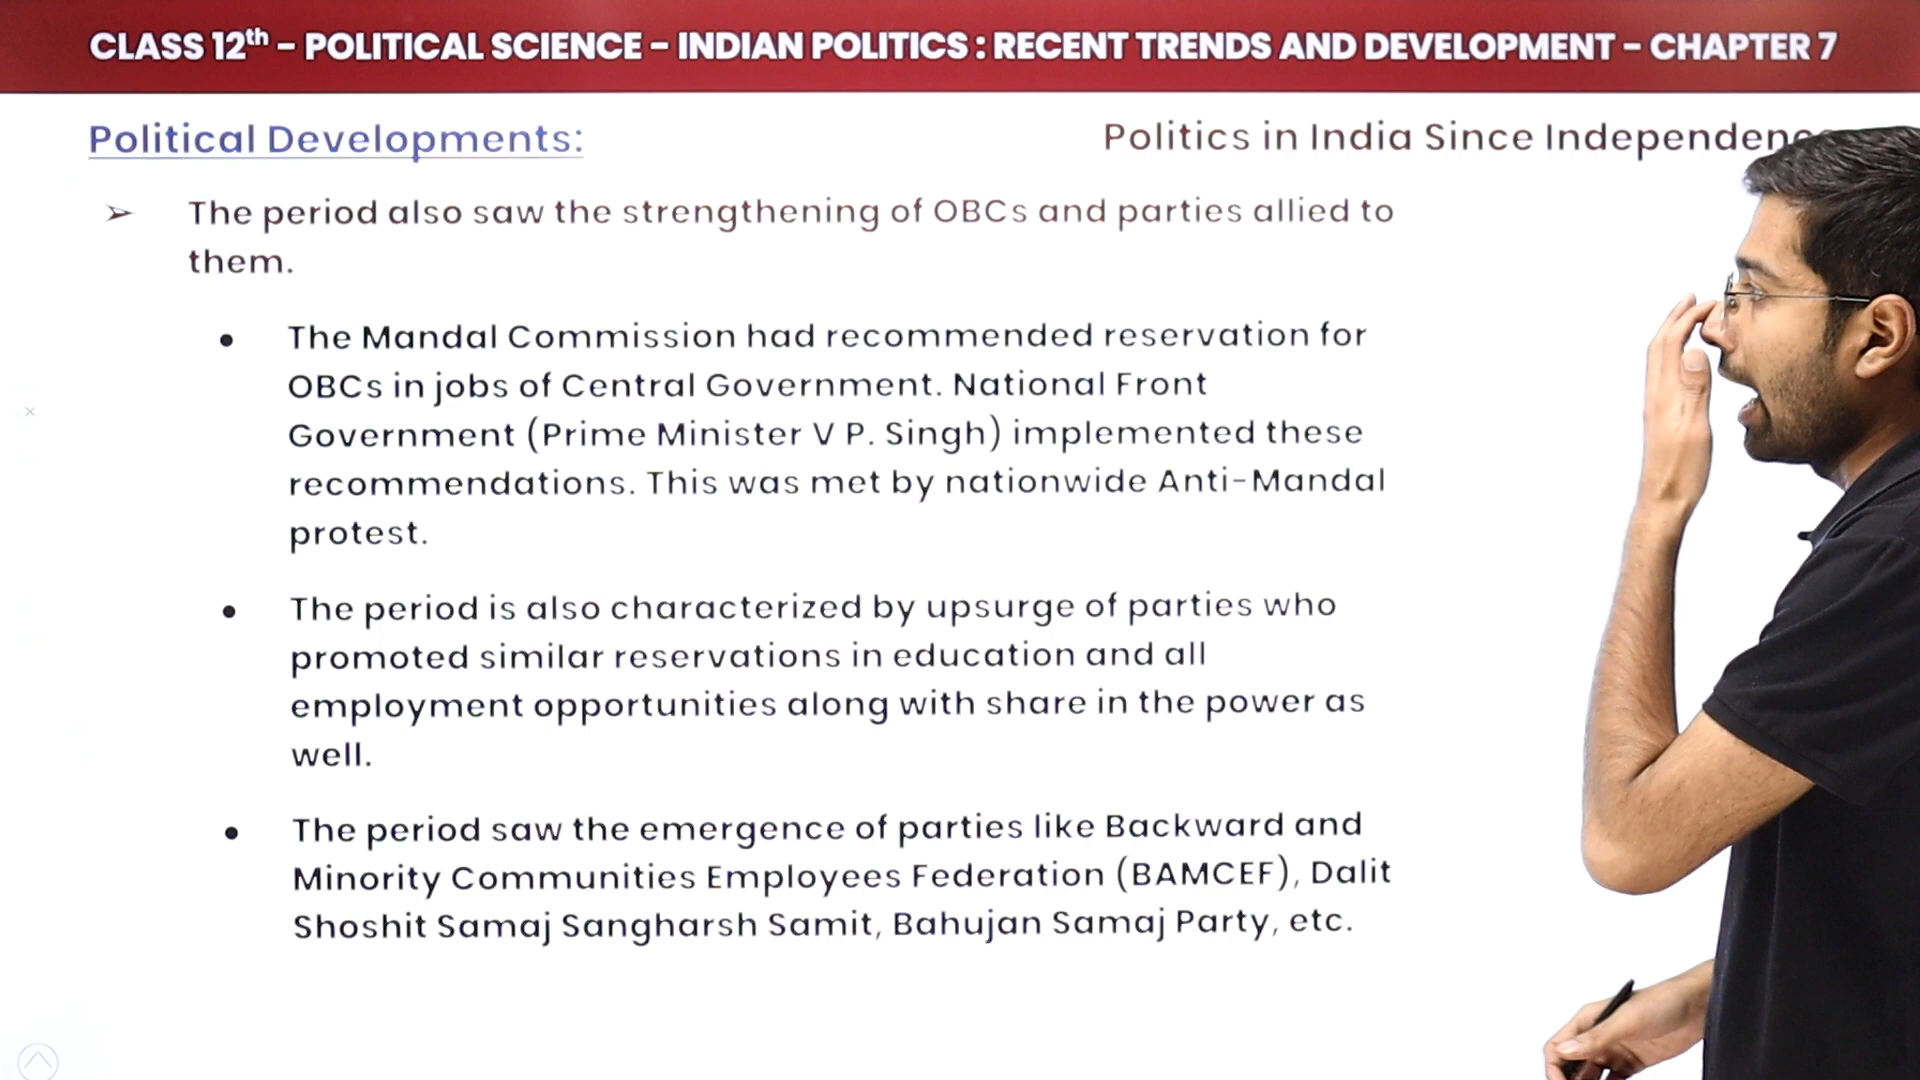 CLASS 12th – POLITICAL SCIENCE – INDIAN POLITICS : RECENT TRENDS AND DEVELOPMENT – CHAPTER 7
Political Developments:
Politics in India Since
➢ The period also saw the strengthening of OBCs and parties allied to
them.
• The Mandal Commission had recommended reservation for
OBCs in jobs of Central Government. National Front
Government (Prime Minister V P. Singh) implemented these
recommendations. This was met by nationwide Anti-Mandal
protest.
• The period is also characterized by upsurge of parties who
promoted similar reservations in education and all
employment opportunities along with share in the power as
well.
• The period saw the emergence of parties like Backward and
Minority Communities Employees Federation (BAMCEF), Dalit
Shoshit Samaj Sangharsh Samit, Bahujan Samaj Party, etc.